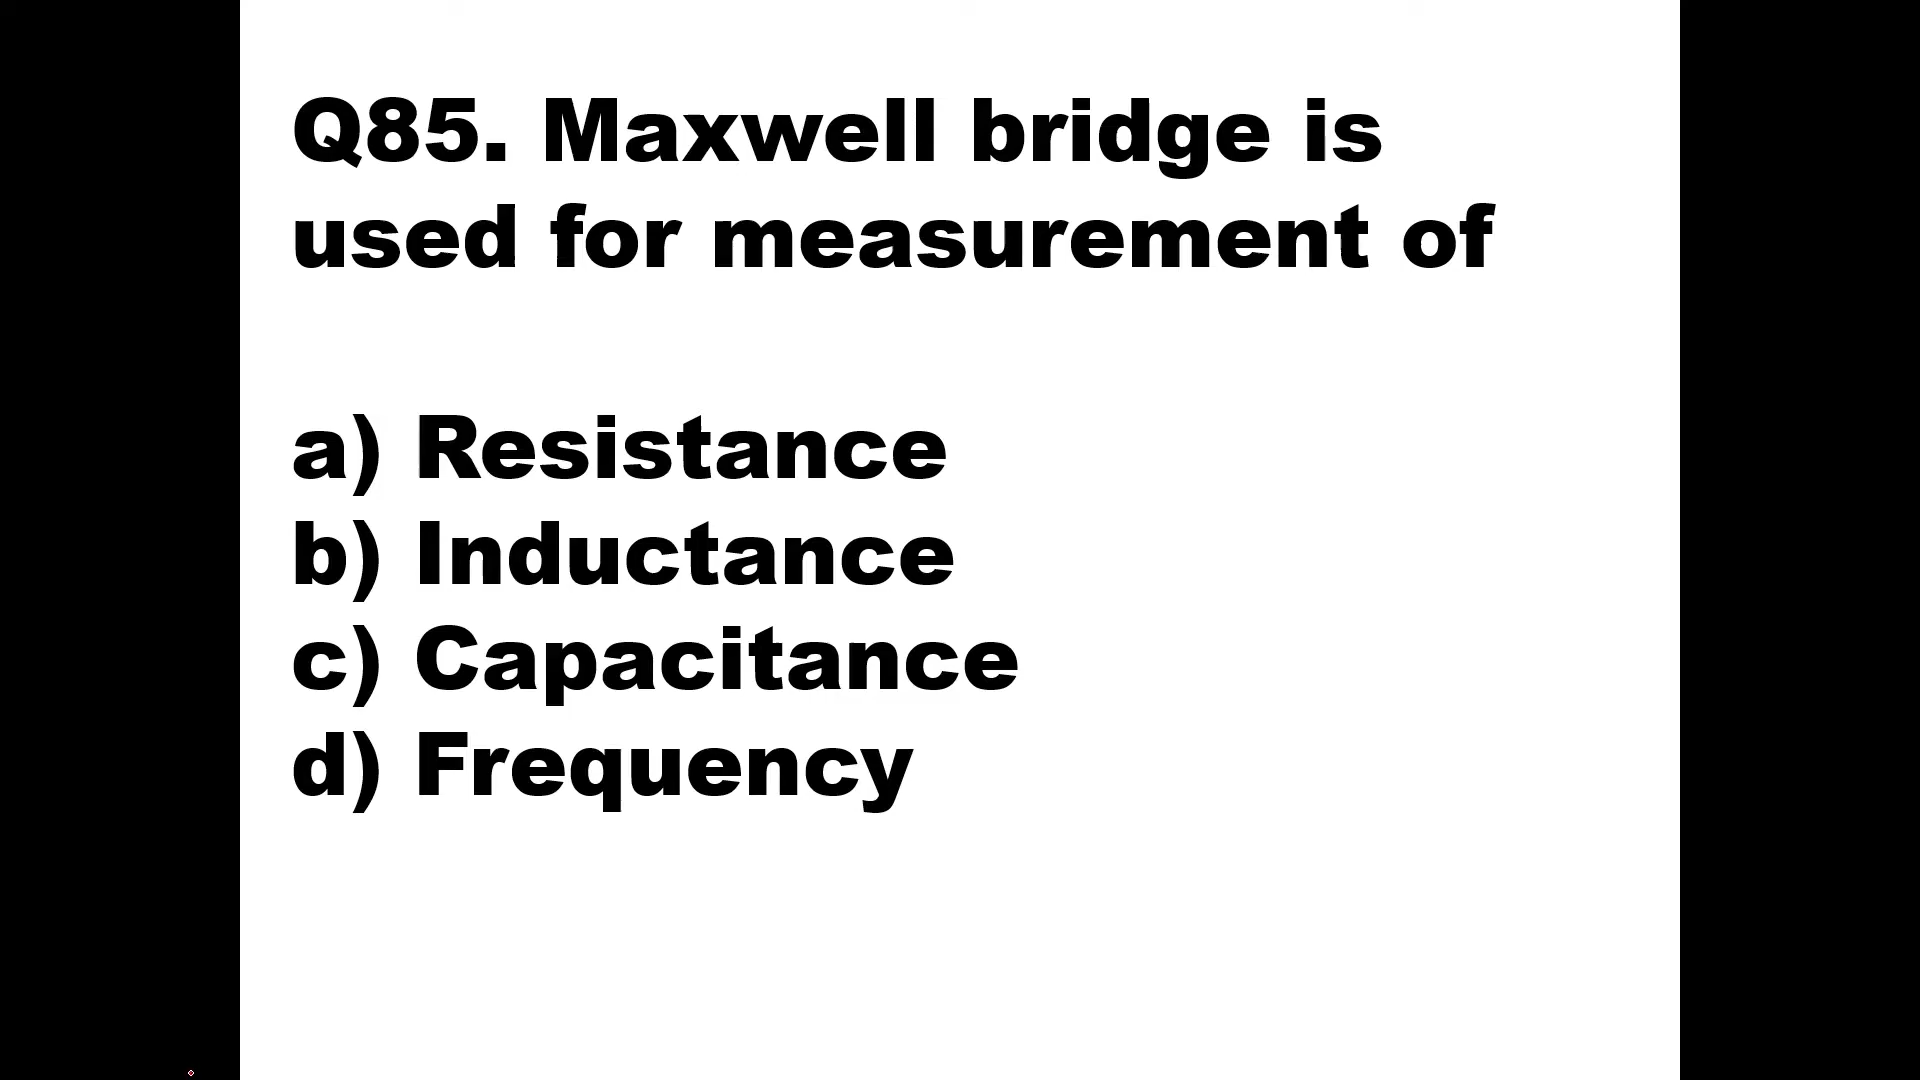 Q85. Maxwell bridge is
used for measurement of
a) Resistance
b) Inductance
c) Capacitance
d) Frequency